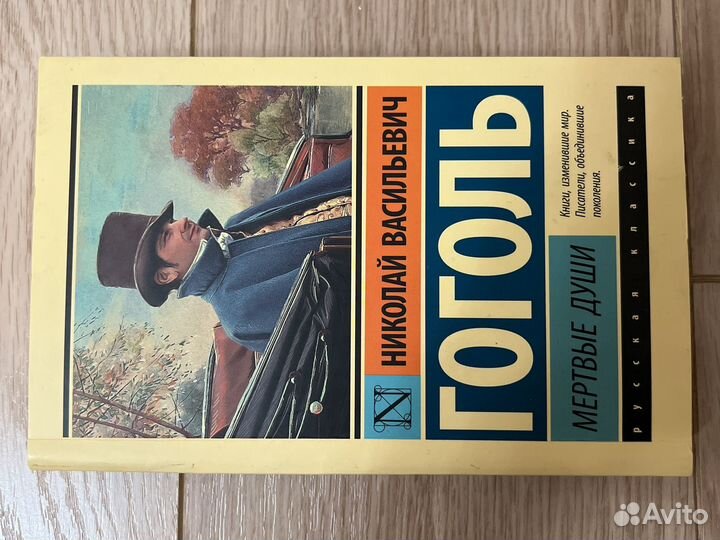 НИКОЛАЙ ВАСИЛЬЕВИЧ
ГОГОЛЬ
МЕРТВЫЕ ДУШИ
Книги, изменившие мир.
Писатели, объединившие
поколения.
русская классика
Avito